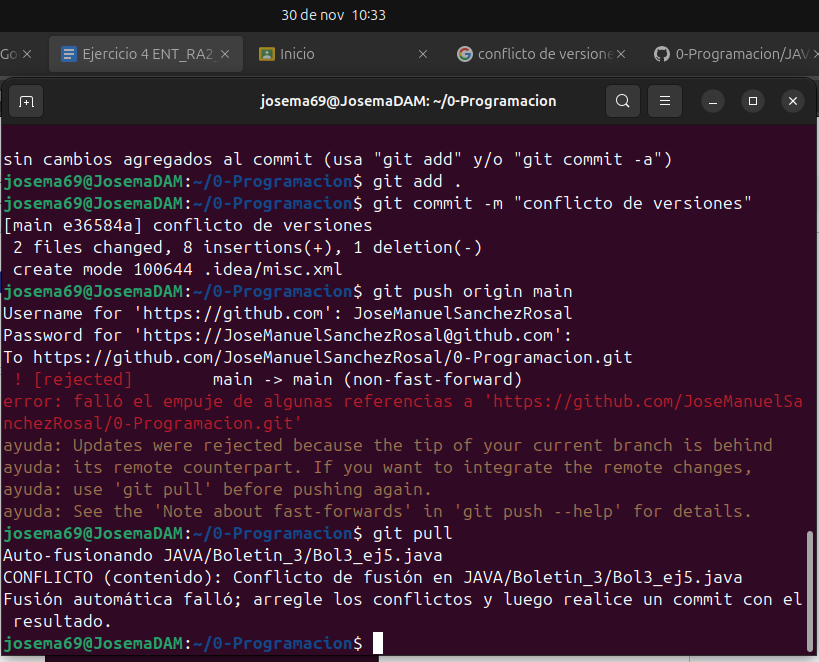 30 de nov 10:33
Go
Ejercicio 4 ENT_RA2_
Inicio
conflicto de versione
0-Programacion/JAV
josema69@JosemaDAM: ~/0-Programacion
sin cambios agregados al commit (usa "git add" y/o "git commit -a")
josema69@JosemaDAM:~/0-Programacion$ git add .
josema69@JosemaDAM:~/0-Programacion$ git commit -m "conflicto de versiones"
[main e36584a] conflicto de versiones
 2 files changed, 8 insertions(+), 1 deletion(-)
 create mode 100644 .idea/misc.xml
josema69@JosemaDAM:~/0-Programacion$ git push origin main
Username for 'https://github.com': JoseManuelSanchezRosal
Password for 'https://JoseManuelSanchezRosal@github.com':
To https://github.com/JoseManuelSanchezRosal/0-Programacion.git
 ! [rejected]        main -> main (non-fast-forward)
error: falló el empuje de algunas referencias a 'https://github.com/JoseManuelSa
nchezRosal/0-Programacion.git'
ayuda: Updates were rejected because the tip of your current branch is behind
ayuda: its remote counterpart. If you want to integrate the remote changes,
ayuda: use 'git pull' before pushing again.
ayuda: See the 'Note about fast-forwards' in 'git push --help' for details.
josema69@JosemaDAM:~/0-Programacion$ git pull
Auto-fusionando JAVA/Boletin_3/Bol3_ej5.java
CONFLICTO (contenido): Conflicto de fusión en JAVA/Boletin_3/Bol3_ej5.java
Fusión automática falló; arregle los conflictos y luego realice un commit con el
 resultado.
josema69@JosemaDAM:~/0-Programacion$